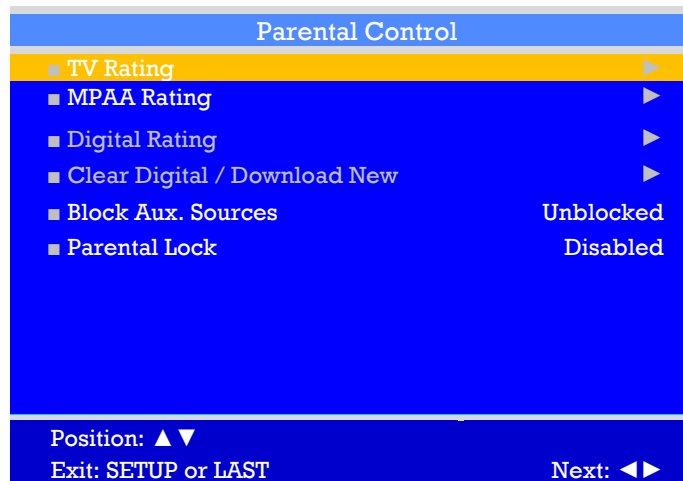 Parental Control
■ TV Rating ▶
■ MPAA Rating ▶
■ Digital Rating ▶
■ Clear Digital / Download New ▶
■ Block Aux. Sources Unblocked
■ Parental Lock Disabled
Position: ▲▼
Exit: SETUP or LAST Next: ◀▶